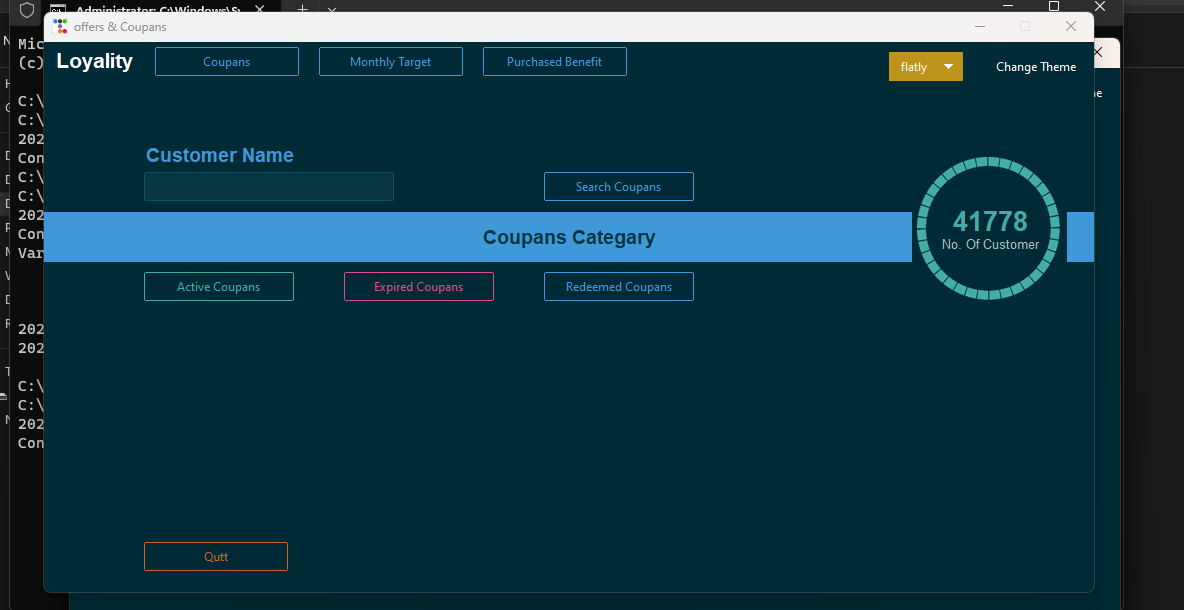 Administrator: C:\Windows\Sy
offers & Coupans
Mic
(c)
Loyality
Coupans
Monthly Target
Purchased Benefit
flatly
Change Theme
C:\
C:\
202
Con
C:\
C:\
202
Con
Var
Customer Name
Search Coupans
Coupans Categary
41778
No. Of Customer
Active Coupans
Expired Coupans
Redeemed Coupans
202
202
C:\
C:\
202
Con
Qutt